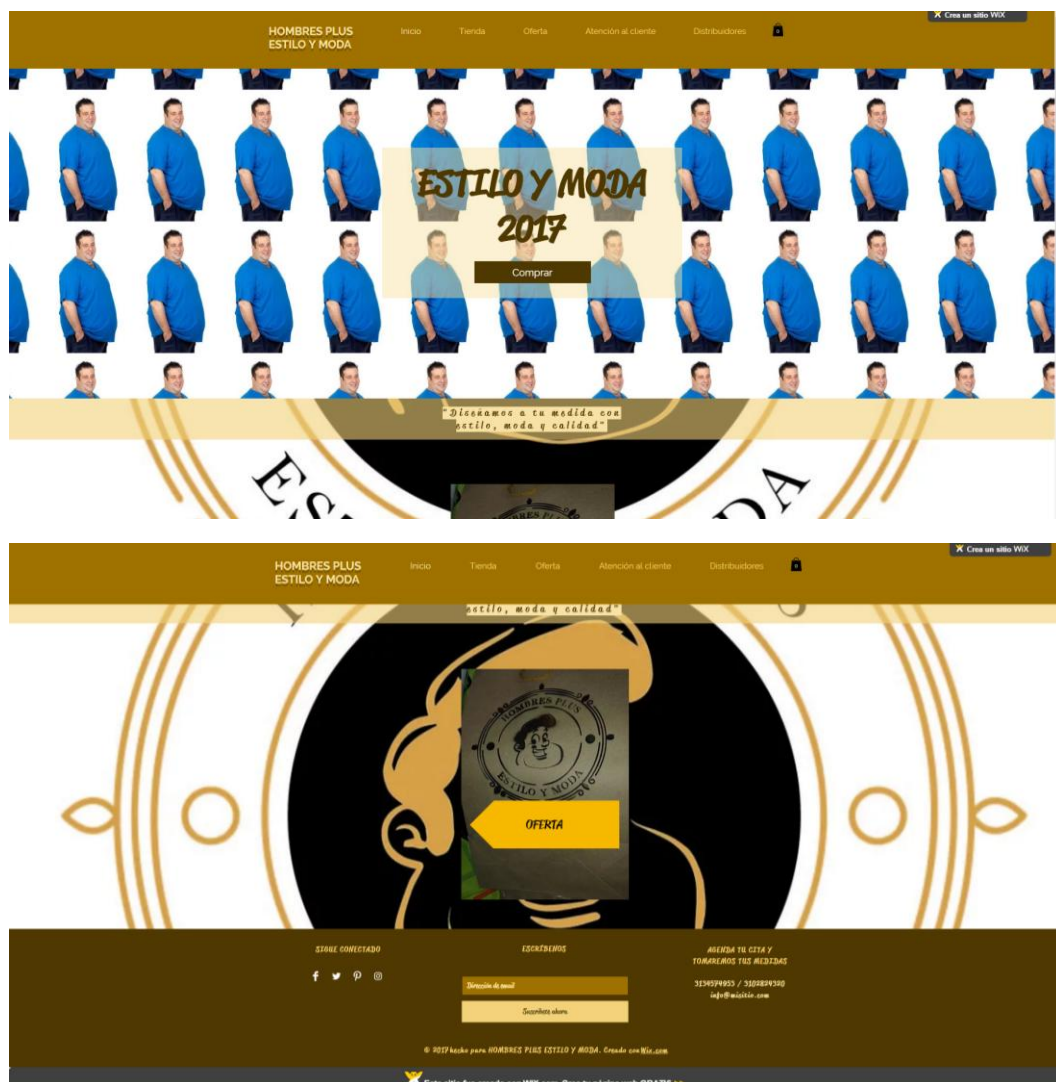 Crea un sitio WiX
HOMBRES PLUS
ESTILO Y MODA
Inicio
Tienda
Oferta
Atención al cliente
Distribuidores
0
ESTILO Y MODA
2017
Comprar
"Diseñamos a tu medida con
estilo, moda y calidad"
ES
DA
Crea un sitio WiX
HOMBRES PLUS
ESTILO Y MODA
Inicio
Tienda
Oferta
Atención al cliente
Distribuidores
0
estilo, moda y calidad"
HOMBRES PLUS
ESTILO Y MODA
OFERTA
SIGUE CONECTADO
ESCRÍBENOS
Dirección de email
Suscríbete ahora
AGENDA TU CITA Y
TOMAREMOS TUS MEDIDAS
info@misitio.com
© 2017 hecho para HOMBRES PLUS ESTILO Y MODA. Creado con Wix.com